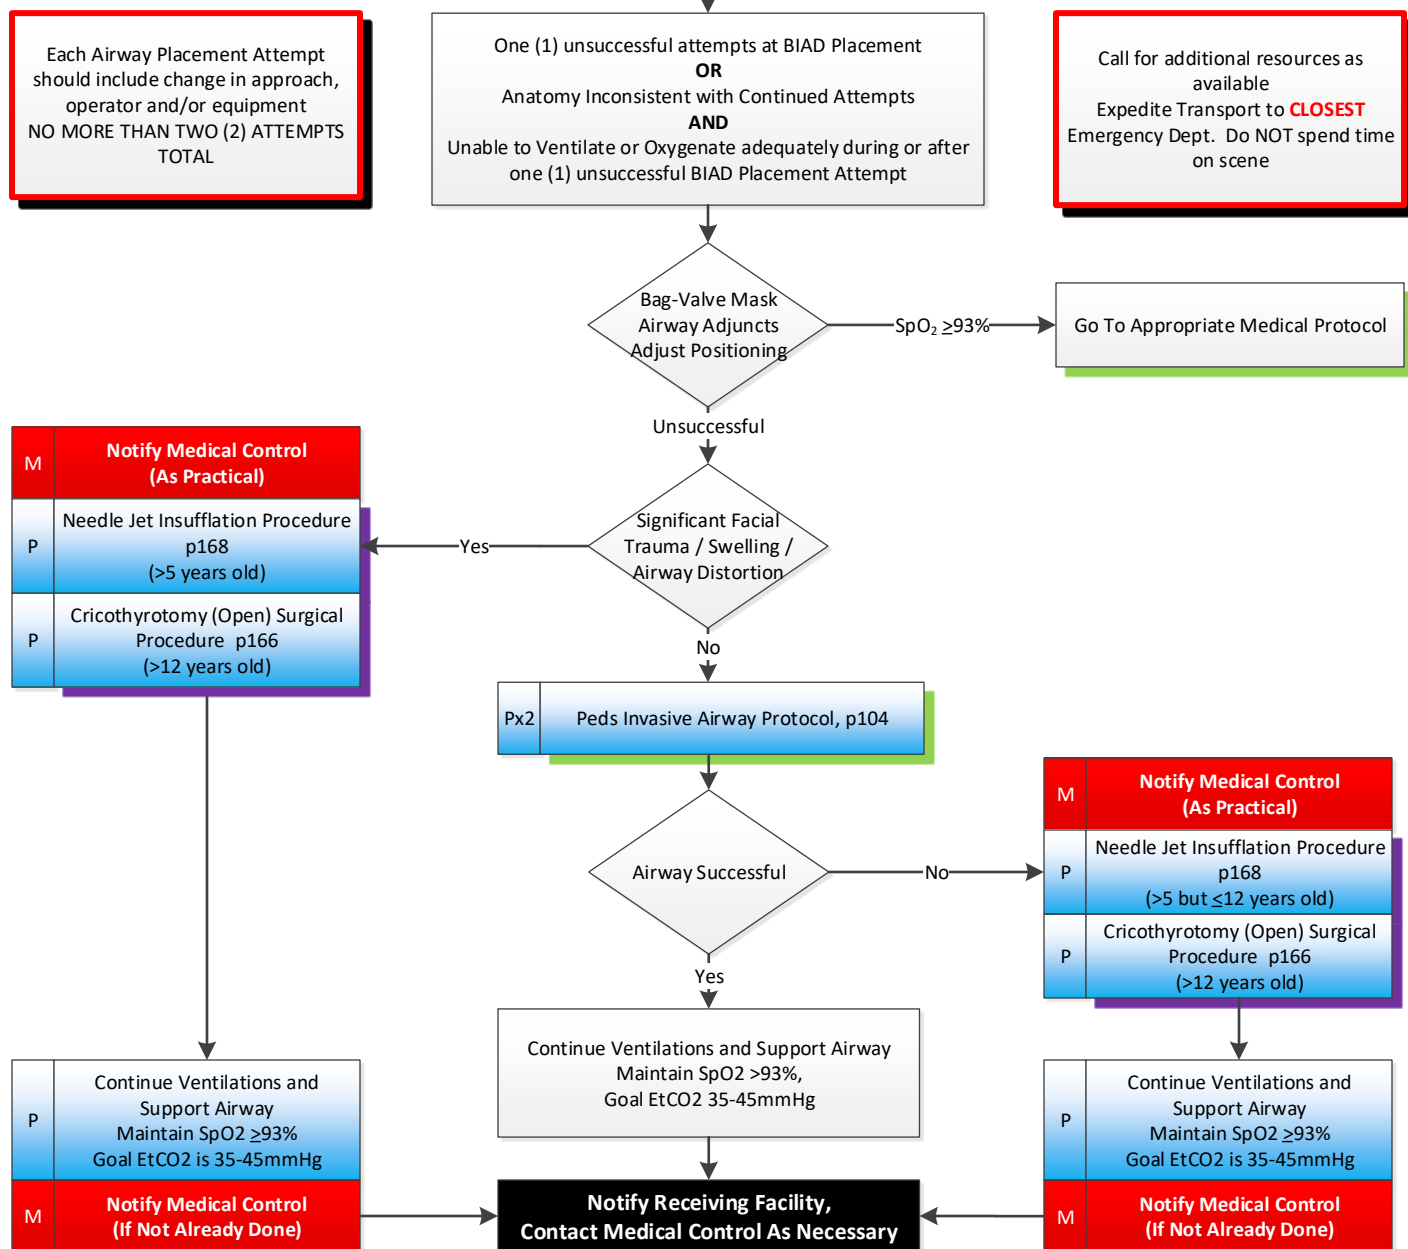 Each Airway Placement Attempt
should include change in approach,
operator and/or equipment
NO MORE THAN TWO (2) ATTEMPTS
TOTAL
One (1) unsuccessful attempts at BIAD Placement
OR
Anatomy Inconsistent with Continued Attempts
AND
Unable to Ventilate or Oxygenate adequately during or after
one (1) unsuccessful BIAD Placement Attempt
Call for additional resources as
available
Expedite Transport to CLOSEST
Emergency Dept. Do NOT spend time
on scene
Bag-Valve Mask
Airway Adjuncts
Adjust Positioning
SpO₂ ≥93%
Go To Appropriate Medical Protocol
Unsuccessful
M
Notify Medical Control
(As Practical)
P
Needle Jet Insufflation Procedure
p168
(>5 years old)
P
Cricothyrotomy (Open) Surgical
Procedure p166
(>12 years old)
Yes
Significant Facial
Trauma / Swelling /
Airway Distortion
No
Px2
Peds Invasive Airway Protocol, p104
Airway Successful
No
M
Notify Medical Control
(As Practical)
P
Needle Jet Insufflation Procedure
p168
(>5 but ≤12 years old)
P
Cricothyrotomy (Open) Surgical
Procedure p166
(>12 years old)
Yes
P
Continue Ventilations and
Support Airway
Maintain SpO2 ≥93%
Goal EtCO2 is 35-45mmHg
M
Notify Medical Control
(If Not Already Done)
Continue Ventilations and Support Airway
Maintain SpO2 >93%,
Goal EtCO2 35-45mmHg
Notify Receiving Facility,
Contact Medical Control As Necessary
P
Continue Ventilations and
Support Airway
Maintain SpO2 ≥93%
Goal EtCO2 is 35-45mmHg
M
Notify Medical Control
(If Not Already Done)